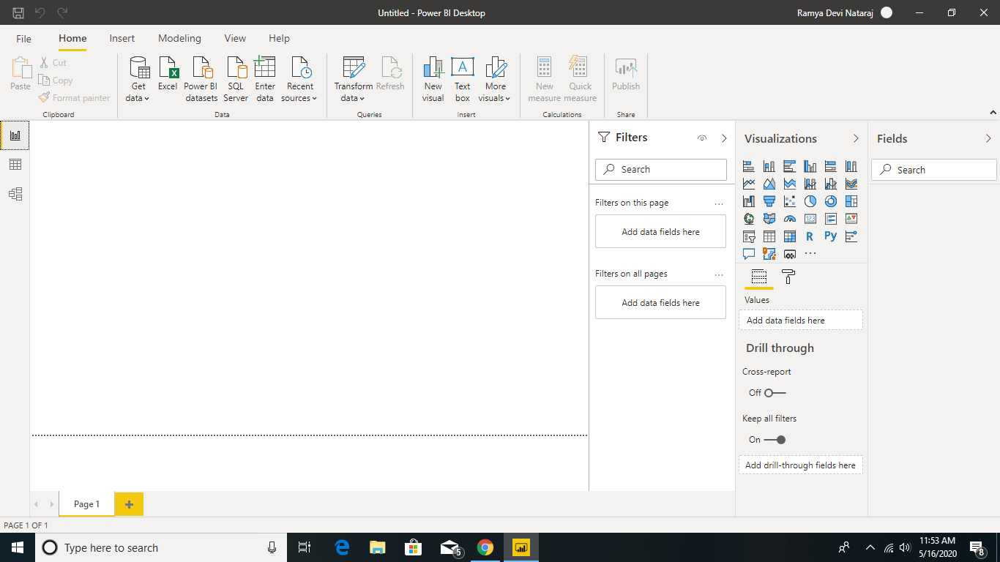 Untitled - Power BI Desktop
Ramya Devi Nataraj
File
Home
Insert
Modeling
View
Help
Paste
Cut
Copy
Format painter
Clipboard
Get data
Excel
Power BI datasets
SQL Server
Enter data
Recent sources
Data
Transform data
Refresh
Queries
New visual
Text box
More visuals
Insert
New measure
Quick measure
Calculations
Publish
Share
Filters
Search
Filters on this page
...
Add data fields here
Filters on all pages
...
Add data fields here
Visualizations
123
R
Py
...
Values
Add data fields here
Drill through
Cross-report
Off
Keep all filters
On
Add drill-through fields here
Fields
Search
Page 1
PAGE 1 OF 1
Type here to search
5
11:53 AM
5/16/2020
8